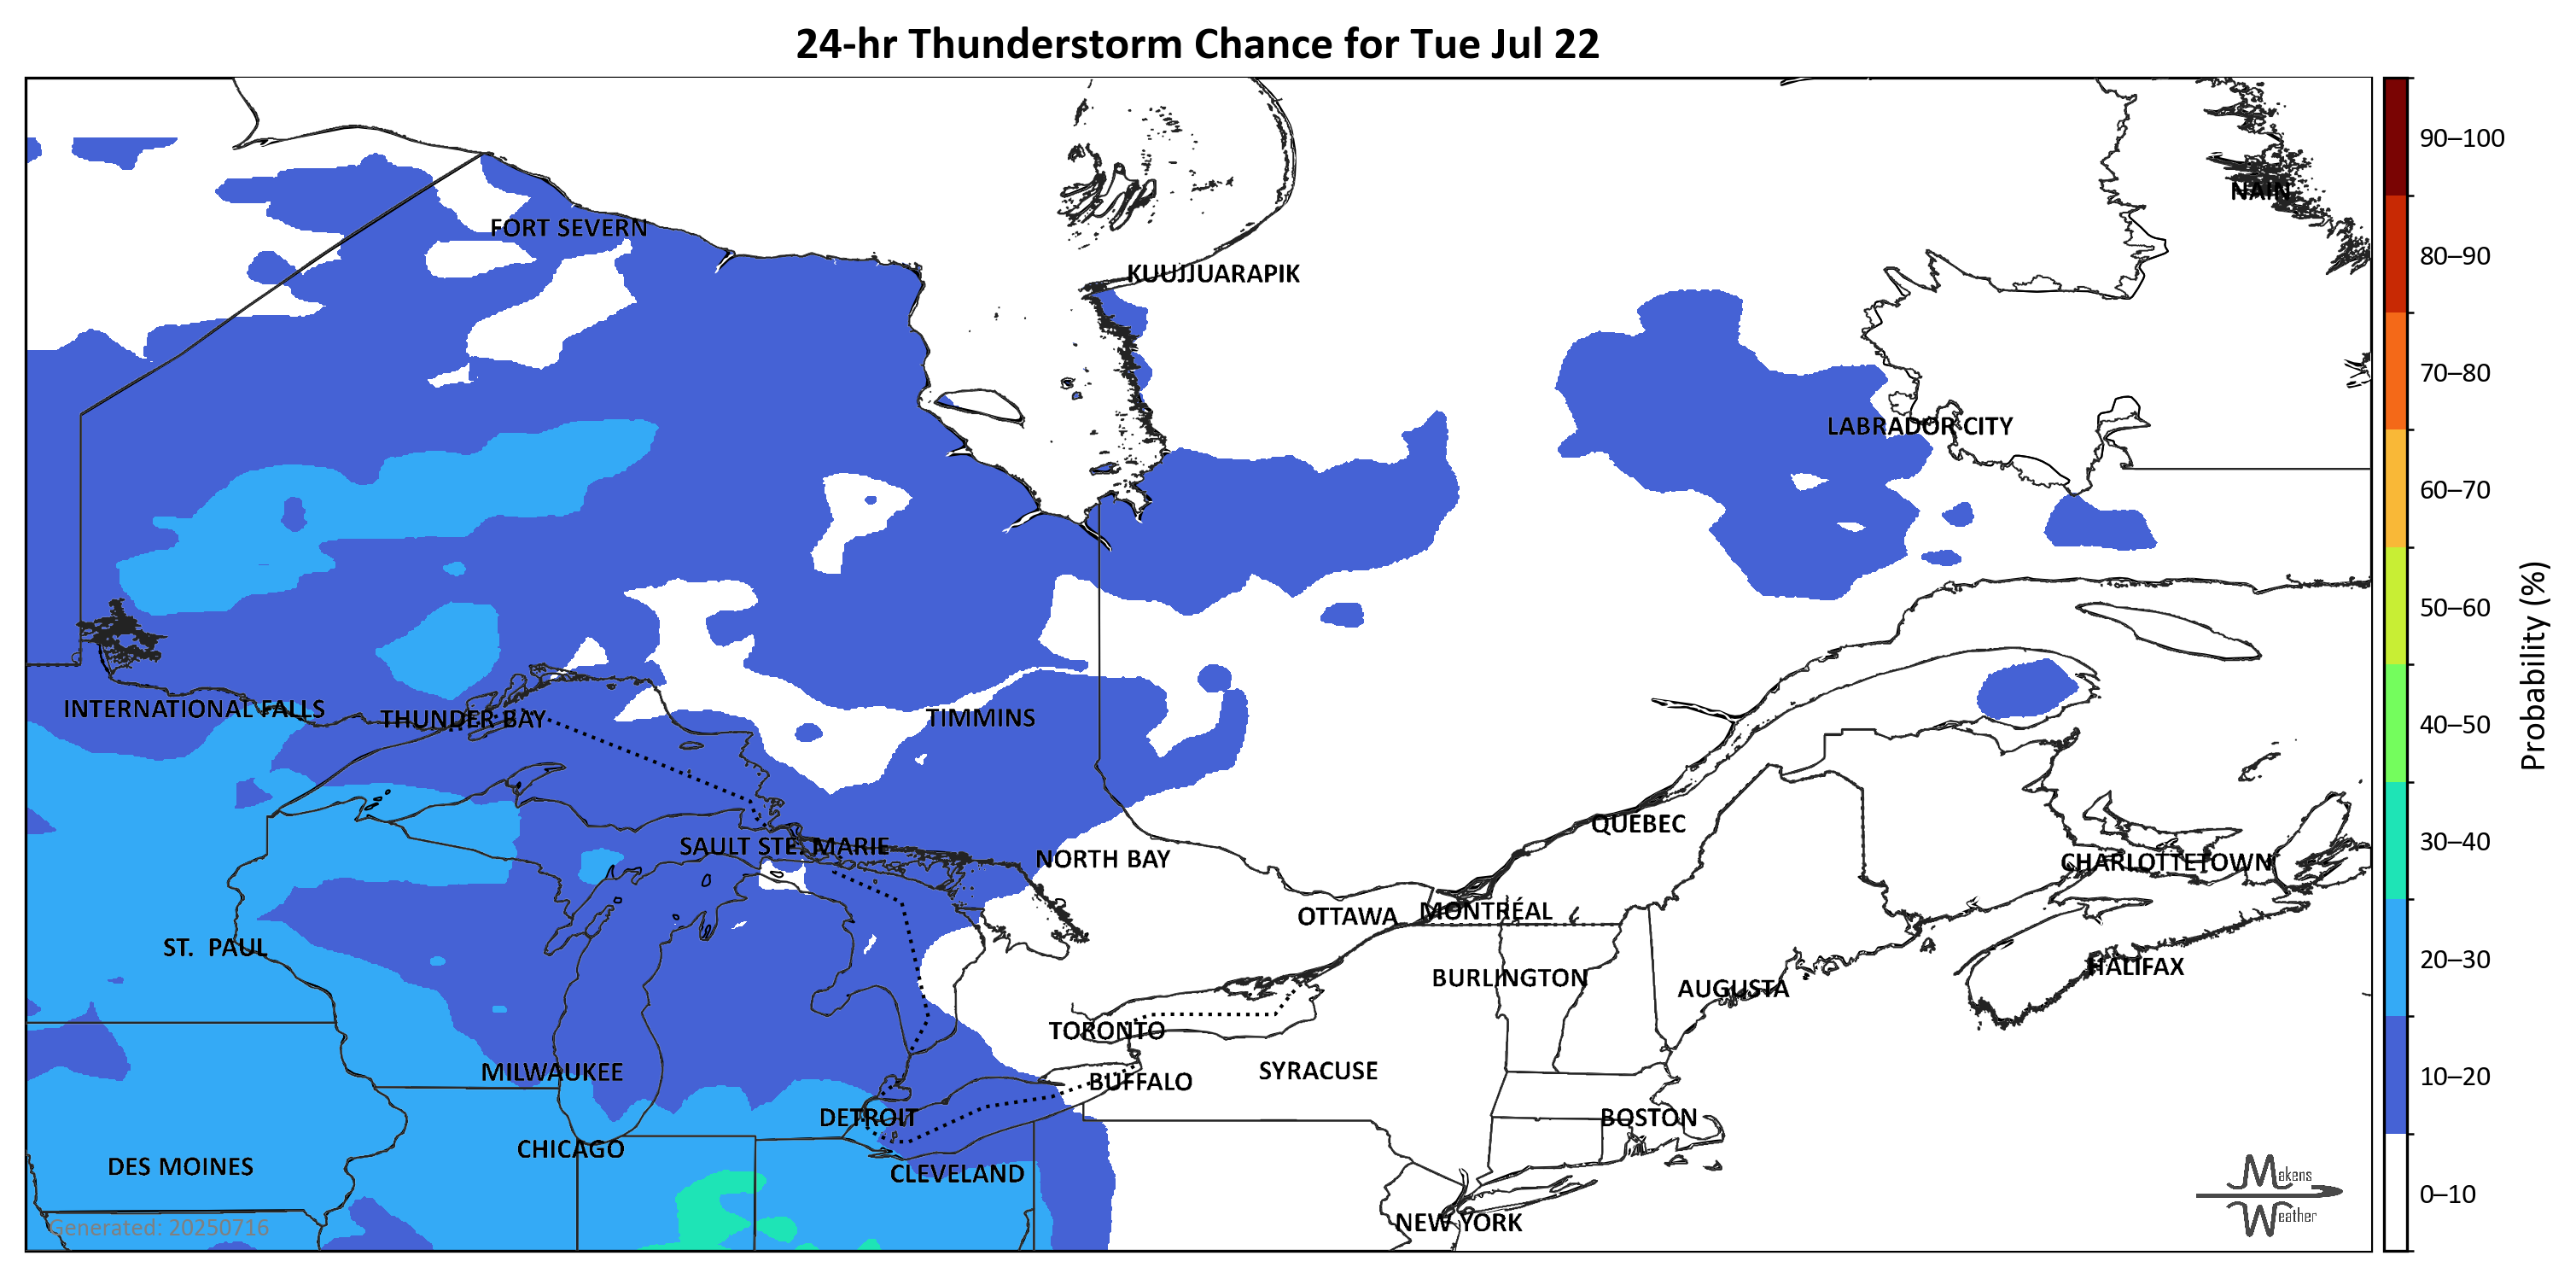 24-hr Thunderstorm Chance for Tue Jul 22
90–100
NAIN
FORT SEVERN
80–90
KUUJJUARAPIK
70–80
LABRADOR CITY
60–70
50–60
INTERNATIONAL FALLS
THUNDER BAY
TIMMINS
40–50
Probability (%)
QUEBEC
SAULT STE. MARIE
NORTH BAY
CHARLOTTETOWN
30–40
OTTAWA
MONTRÉAL
ST. PAUL
BURLINGTON
AUGUSTA
HALIFAX
20–30
TORONTO
MILWAUKEE
BUFFALO
SYRACUSE
10–20
DETROIT
BOSTON
CHICAGO
DES MOINES
CLEVELAND
Makens
Weather
0–10
Generated: 20250716
NEW YORK